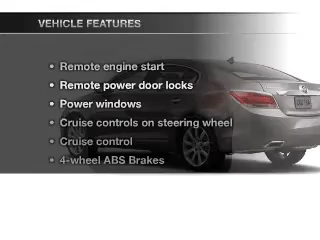 VEHICLE FEATURES
• Remote engine start
• Remote power door locks
• Power windows
• Cruise controls on steering wheel
• Cruise control
• 4-wheel ABS Brakes